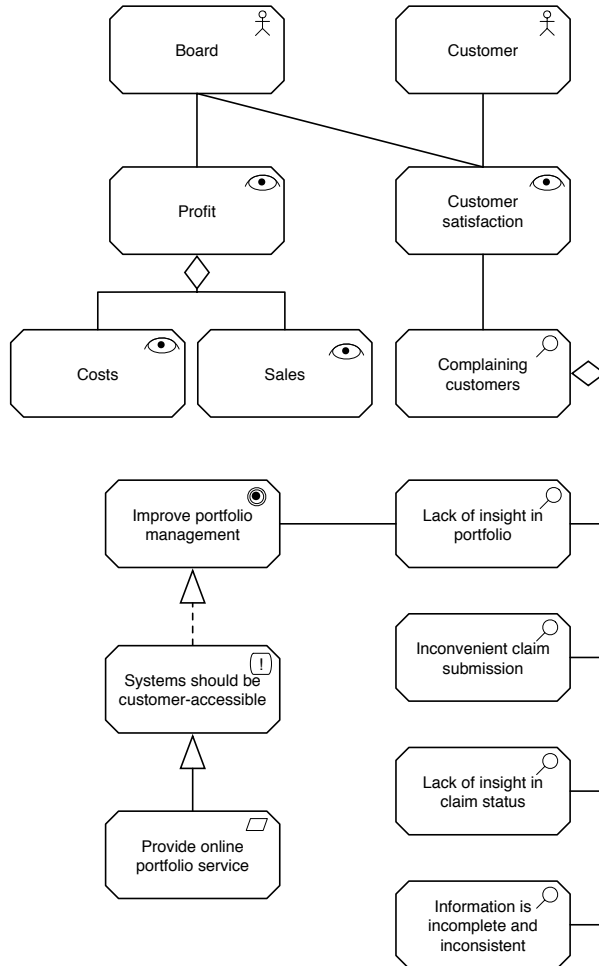 Board
Customer
Profit
Customer
satisfaction
Costs
Sales
Complaining
customers
Improve portfolio
management
Lack of insight in
portfolio
Systems should be
customer-accessible
!
Inconvenient claim
submission
Lack of insight in
claim status
Provide online
portfolio service
Information is
incomplete and
inconsistent